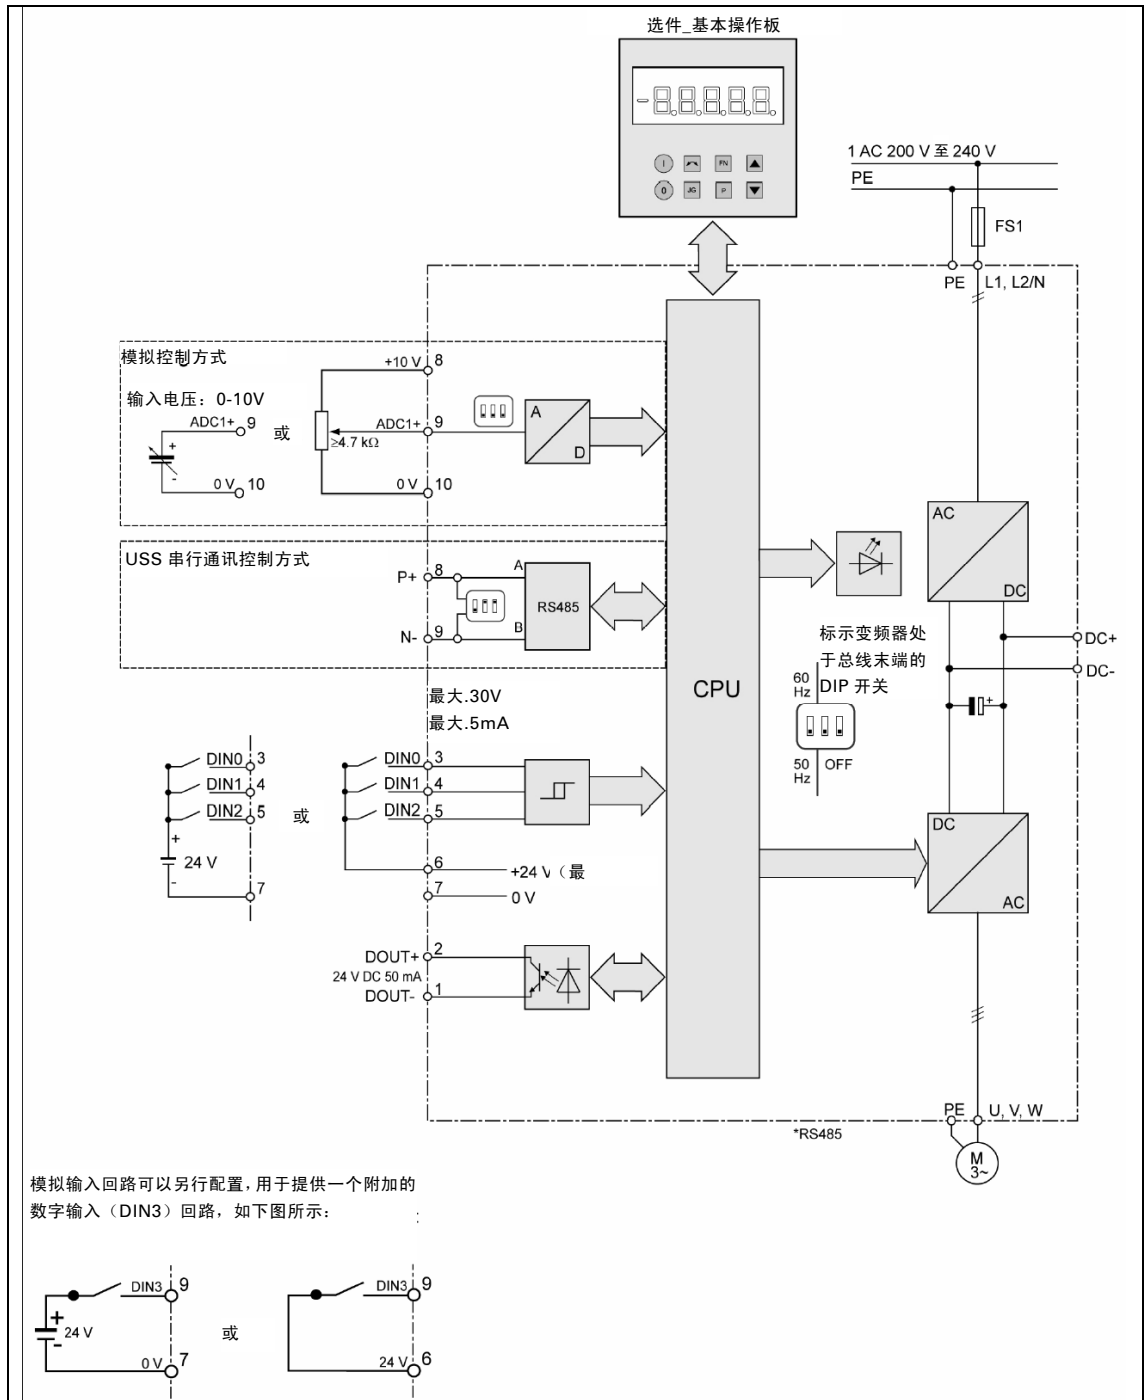 选件_基本操作板
-8.8.8.8.8.
I
FN
0
JG
P
1 AC 200 V 至 240 V
PE
FS1
PE
L1, L2/N
模拟控制方式
输入电压：0-10V
ADC1+ 9
+
-
0 V 10
或
+10 V 8
ADC1+ 9
≥4.7 kΩ
0 V 10
A
D
USS 串行通讯控制方式
P+ 8
A
RS485
N- 9
B
CPU
AC
DC
DC+
DC-
+
标示变频器处
于总线末端的
DIP 开关
60
Hz
50
Hz
OFF
最大.30V
最大.5mA
DIN0 3
DIN1 4
DIN2 5
+
24 V
-
7
或
DIN0 3
DIN1 4
DIN2 5
6
+24 V（最
7
0 V
DC
AC
DOUT+ 2
24 V DC 50 mA
DOUT- 1
PE
U, V, W
*RS485
M
3~
模拟输入回路可以另行配置，用于提供一个附加的
数字输入（DIN3）回路，如下图所示：
DIN3 9
+
24 V
-
0 V 7
或
DIN3 9
24 V 6